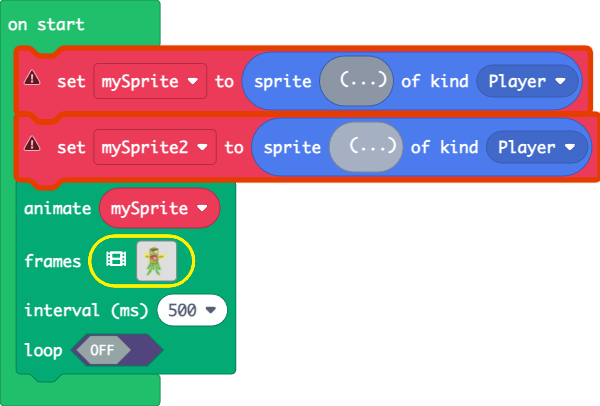 on start
set mySprite to sprite (...) of kind Player
set mySprite2 to sprite (...) of kind Player
animate mySprite
frames
interval (ms) 500
loop OFF